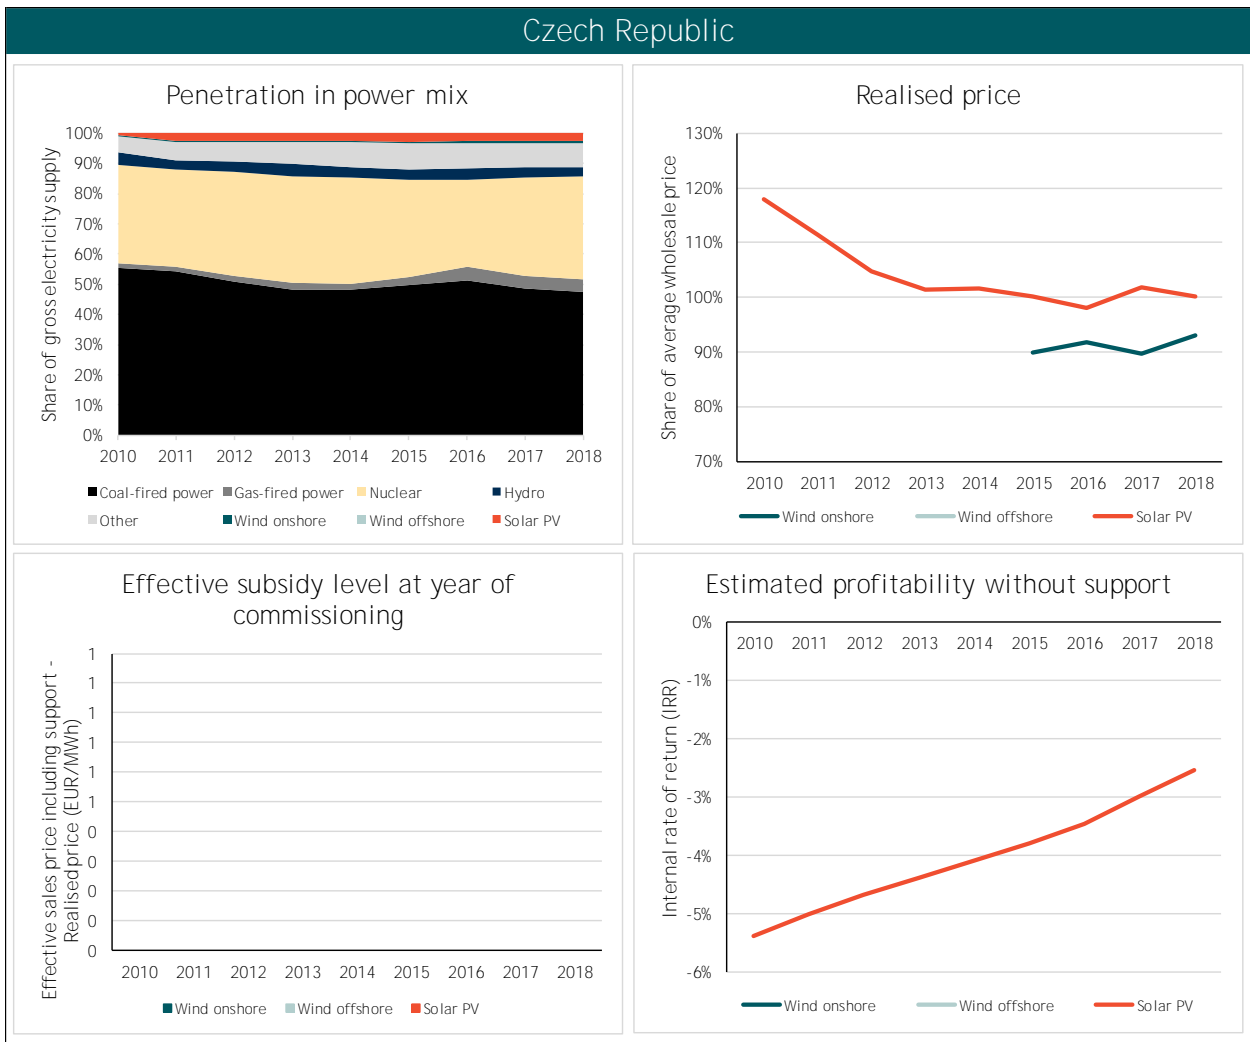 Czech Republic
Penetration in power mix
Share of gross electricity supply
100%
90%
80%
70%
60%
50%
40%
30%
20%
10%
0%
2010 2011 2012 2013 2014 2015 2016 2017 2018
Coal-fired power Gas-fired power Nuclear Hydro
Other Wind onshore Wind offshore Solar PV
Realised price
Share of average wholesale price
130%
120%
110%
100%
90%
80%
70%
2010 2011 2012 2013 2014 2015 2016 2017 2018
Wind onshore Wind offshore Solar PV
Effective subsidy level at year of
commissioning
Effective sales price including support -
Realised price (EUR/MWh)
1
1
1
1
1
1
0
0
0
0
0
2010 2011 2012 2013 2014 2015 2016 2017 2018
Wind onshore Wind offshore Solar PV
Estimated profitability without support
Internal rate of return (IRR)
0%
2010 2011 2012 2013 2014 2015 2016 2017 2018
-1%
-2%
-3%
-4%
-5%
-6%
Wind onshore Wind offshore Solar PV